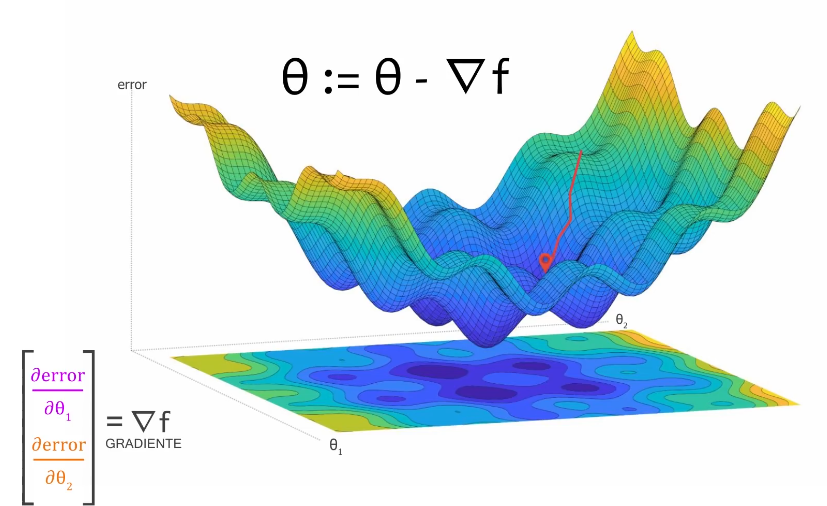 θ := θ - ∇f
error
θ₂
∂error
∂θ₁
∂error
∂θ₂
= ∇f
GRADIENTE
θ₁